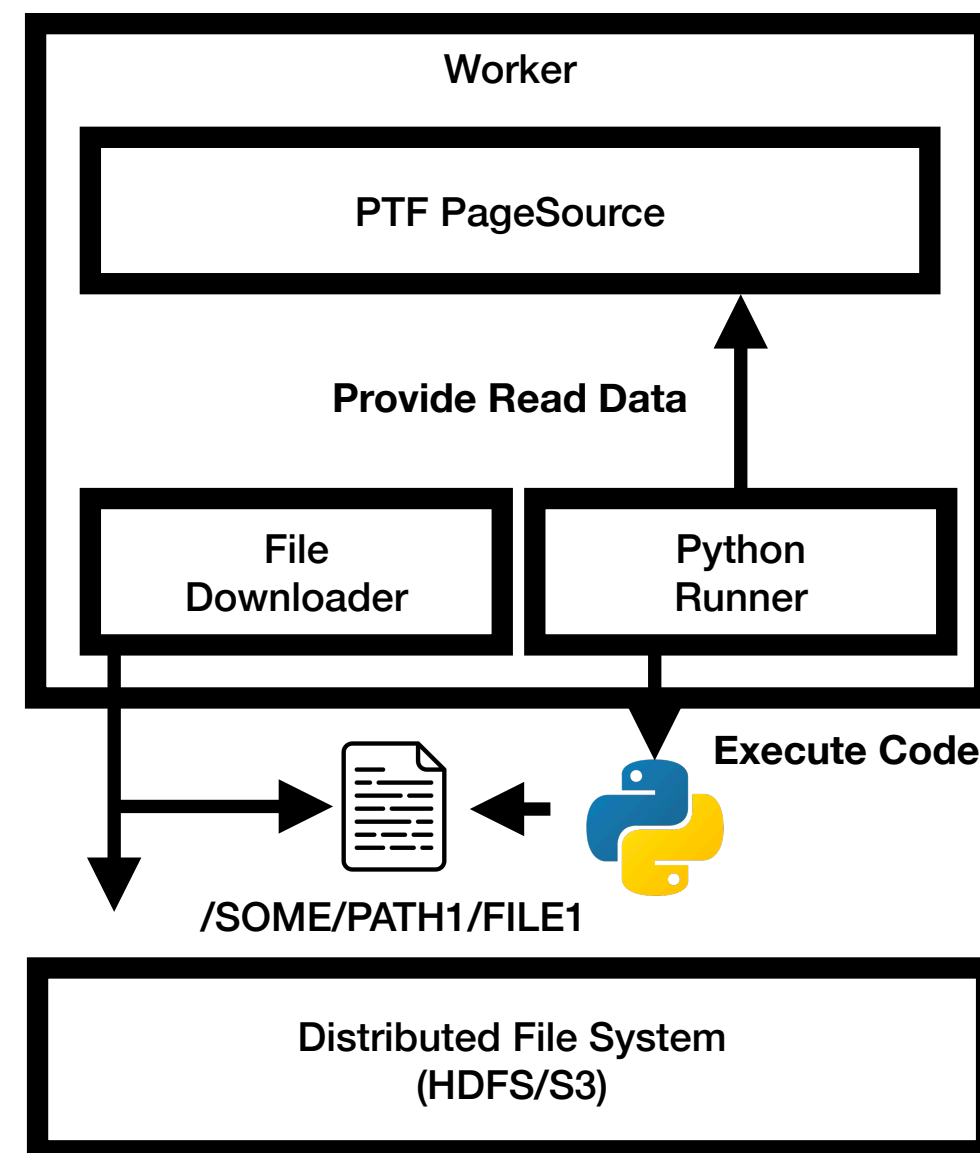 Worker
PTF PageSource
Provide Read Data
File
Downloader
Python
Runner
Execute Code
/SOME/PATH1/FILE1
Distributed File System
(HDFS/S3)